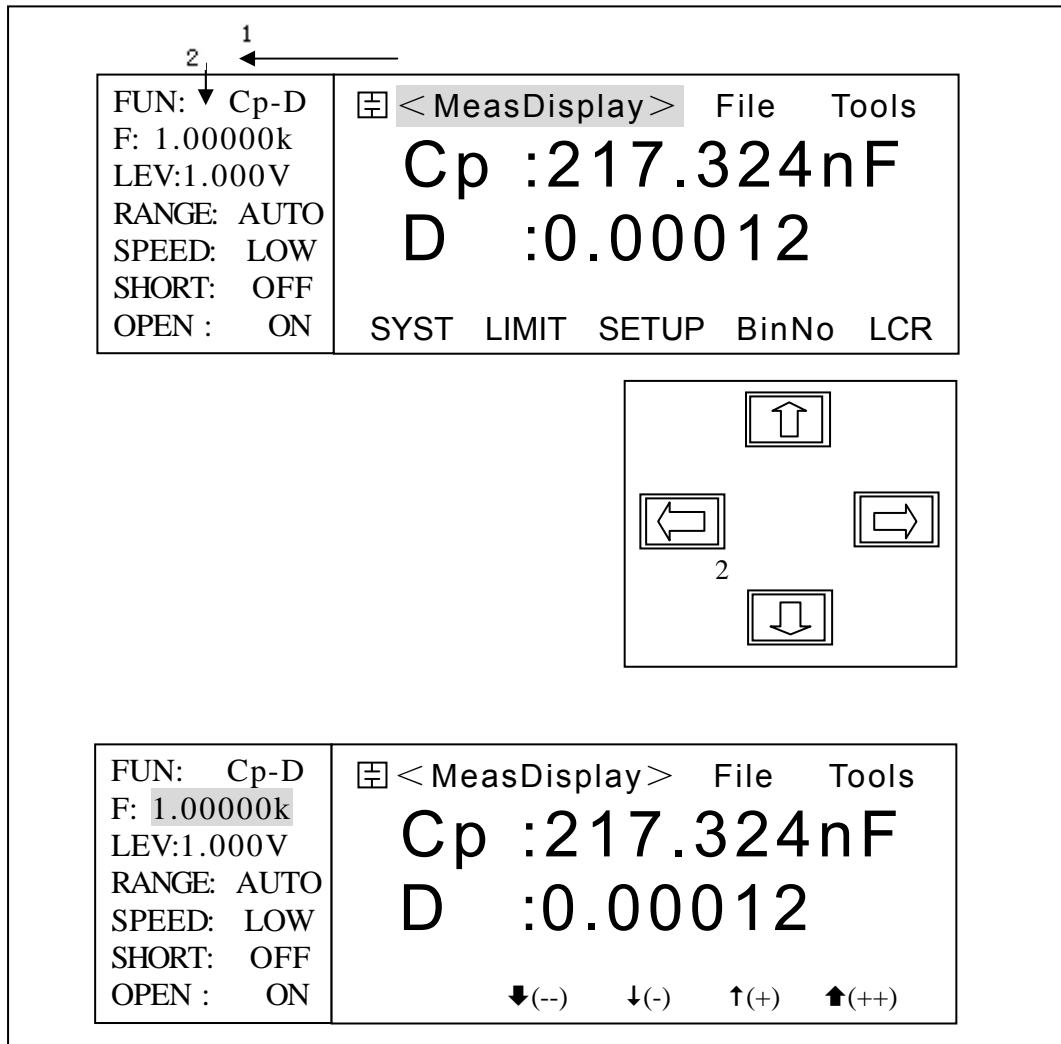 1
2
FUN: Cp-D
F: 1.00000k
LEV:1.000V
RANGE: AUTO
SPEED: LOW
SHORT: OFF
OPEN : ON
<MeasDisplay> File Tools
Cp :217.324nF
D :0.00012
SYST LIMIT SETUP BinNo LCR
2
FUN: Cp-D
F: 1.00000k
LEV:1.000V
RANGE: AUTO
SPEED: LOW
SHORT: OFF
OPEN : ON
<MeasDisplay> File Tools
Cp :217.324nF
D :0.00012
⬇(--) ↓(-) ↑(+) ⬆(++)